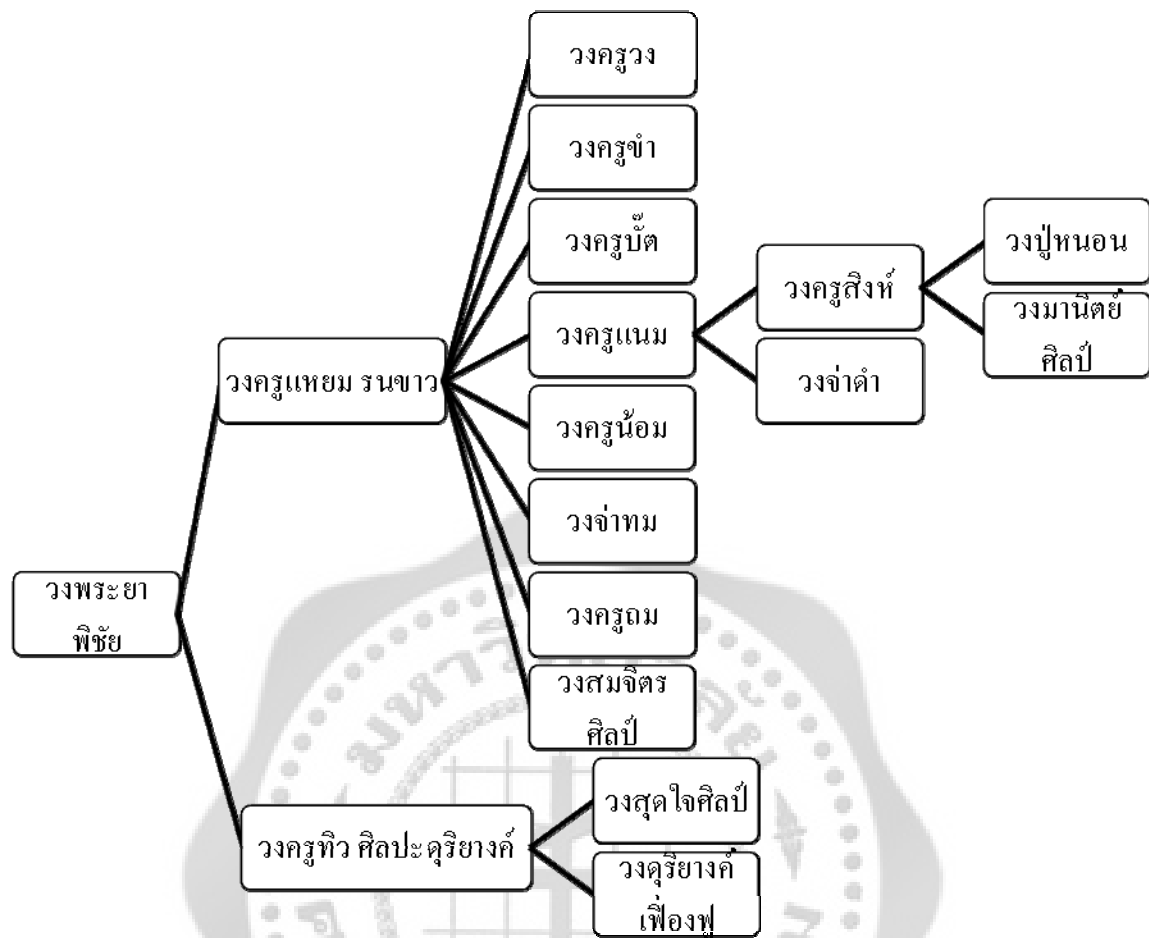 วงครูวง
วงครูขำ
วงครูบั๊ต
วงปู่หนอน
วงครูสิงห์
วงมานิตย์
ศิลป์
วงครูแนม
วงครูแหยม รนขาว
วงจ่าดำ
วงครูน้อม
วงจ่าทม
วงพระยา
พิชัย
วงครูถม
วงสมจิตร
ศิลป์
วงสุดใจศิลป์
วงครูทิว ศิลปะดุริยางค์
วงดุริยางค์
เฟื่องฟู